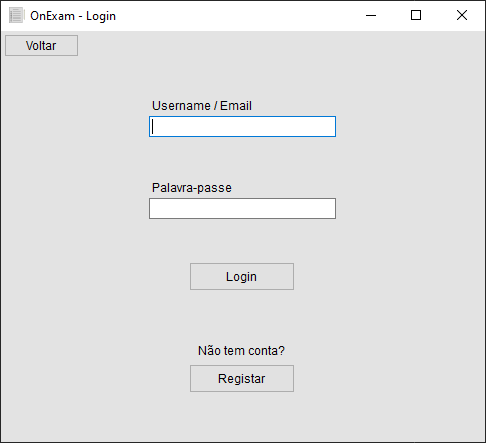 OnExam - Login
Voltar
Username / Email
Palavra-passe
Login
Não tem conta?
Registar